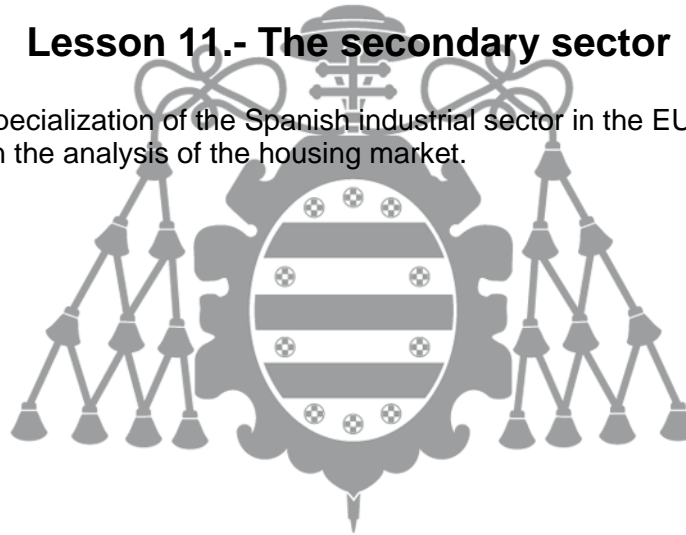 Lesson 11.- The secondary sector
pecialization of the Spanish industrial sector in the EU
the analysis of the housing market.